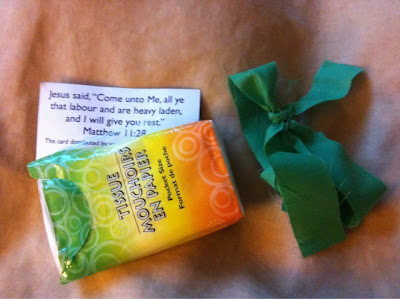 Jesus said, "Come unto Me, all ye
that labour and are heavy laden,
and I will give you rest."
Matthew 11:28
This card distributed by
TISSUE
MOUCHOIRS
EN PAPIER
Pocket Size
Format de poche